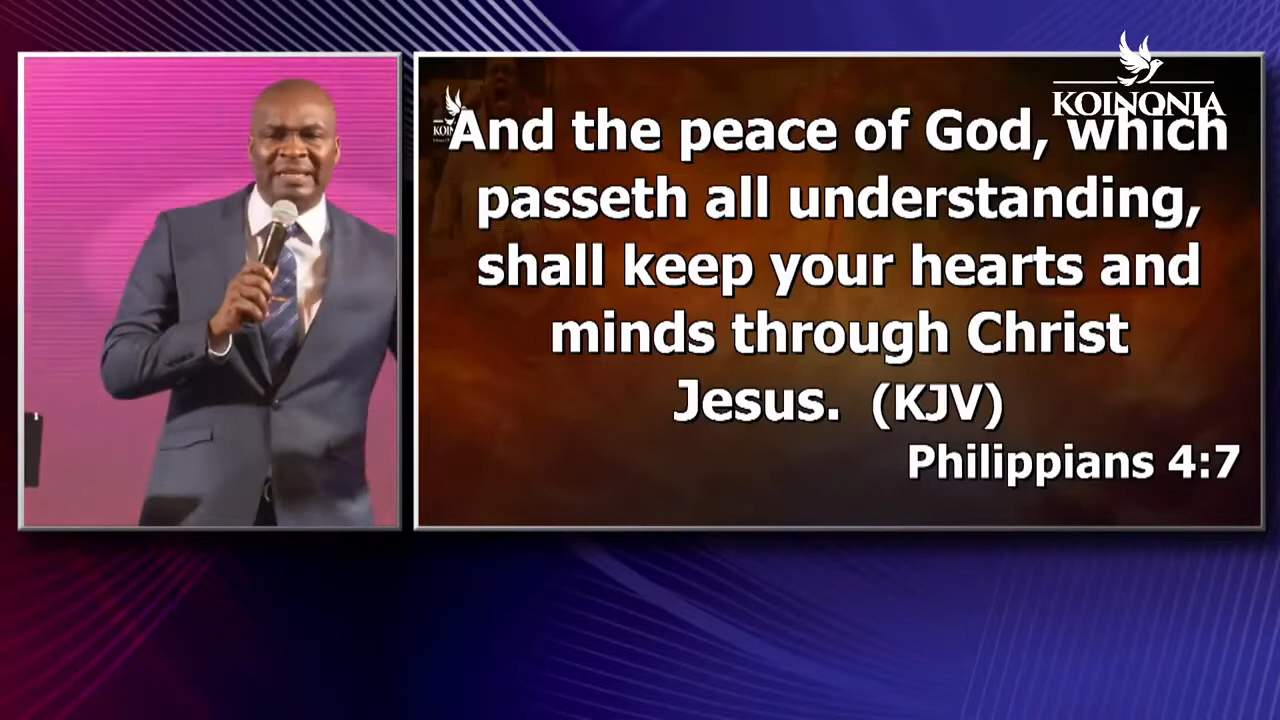 KOINONIA
And the peace of God, which
passeth all understanding,
shall keep your hearts and
minds through Christ
Jesus. (KJV)
Philippians 4:7